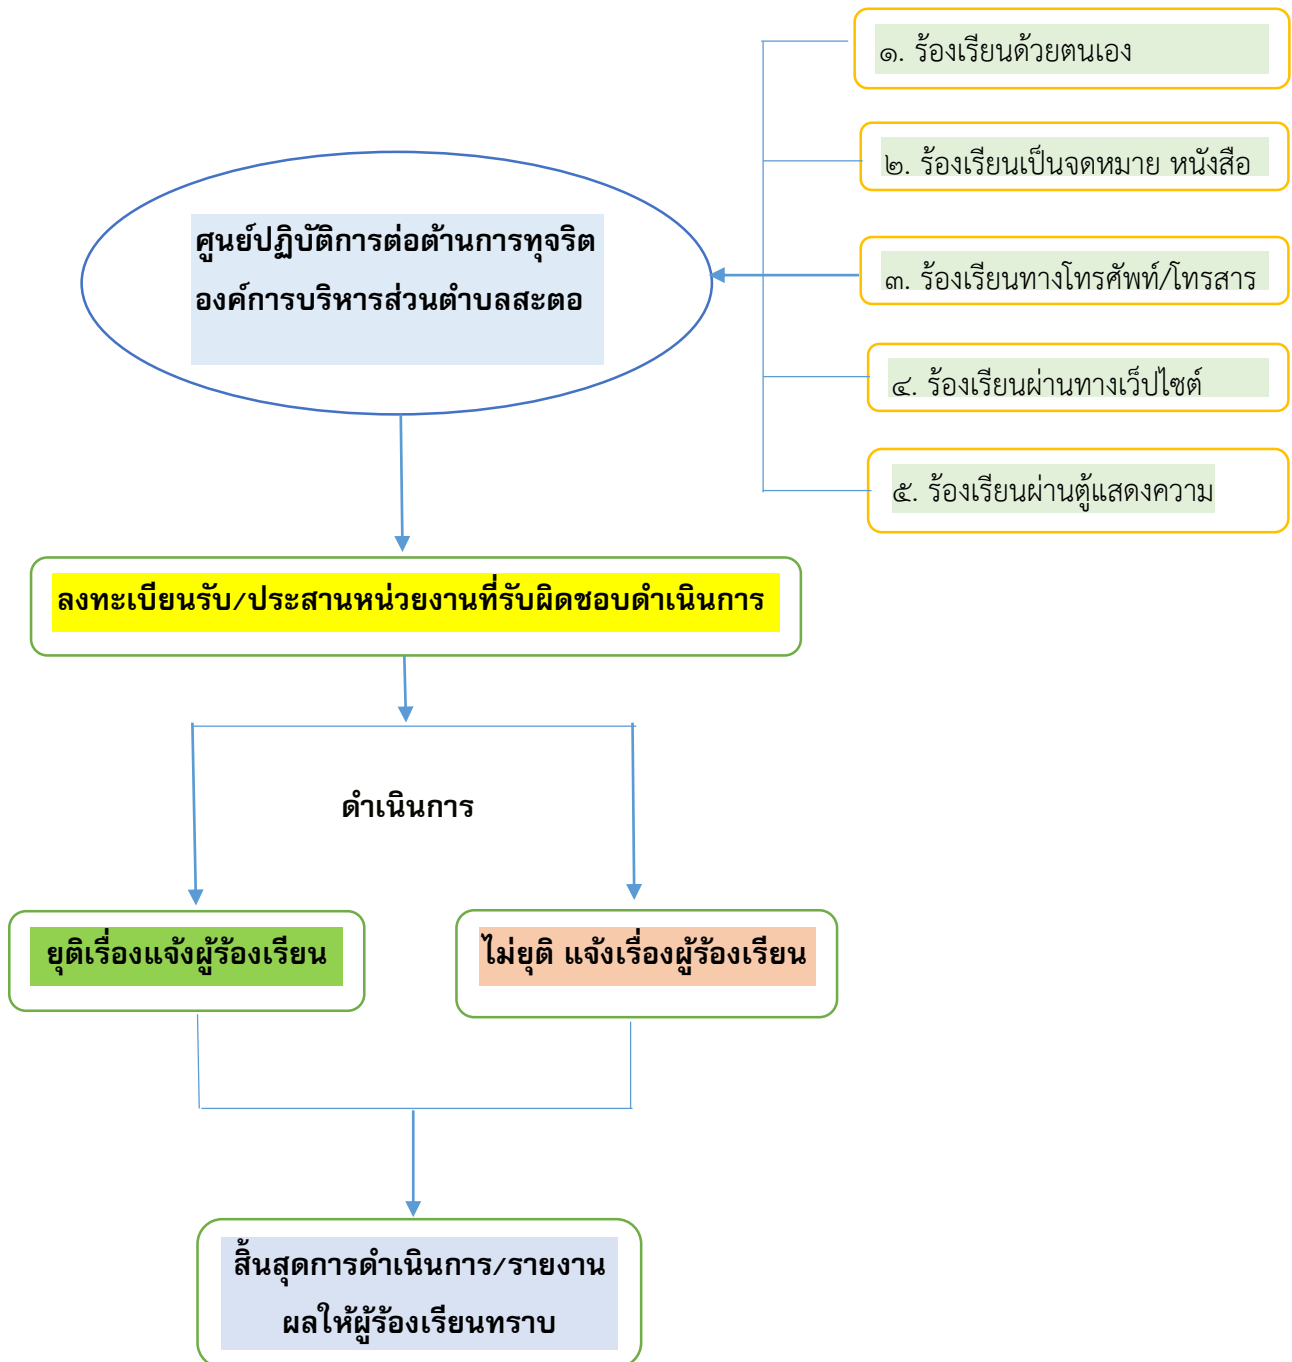 ๑. ร้องเรียนด้วยตนเอง
๒. ร้องเรียนเป็นจดหมาย หนังสือ
ศูนย์ปฏิบัติการต่อต้านการทุจริต
องค์การบริหารส่วนตำบลสะตอ
๓. ร้องเรียนทางโทรศัพท์/โทรสาร
๔. ร้องเรียนผ่านทางเว็ปไซต์
๕. ร้องเรียนผ่านตู้แสดงความ
ลงทะเบียนรับ/ประสานหน่วยงานที่รับผิดชอบดำเนินการ
ดำเนินการ
ยุติเรื่องแจ้งผู้ร้องเรียน
ไม่ยุติ แจ้งเรื่องผู้ร้องเรียน
สิ้นสุดการดำเนินการ/รายงาน
ผลให้ผู้ร้องเรียนทราบ